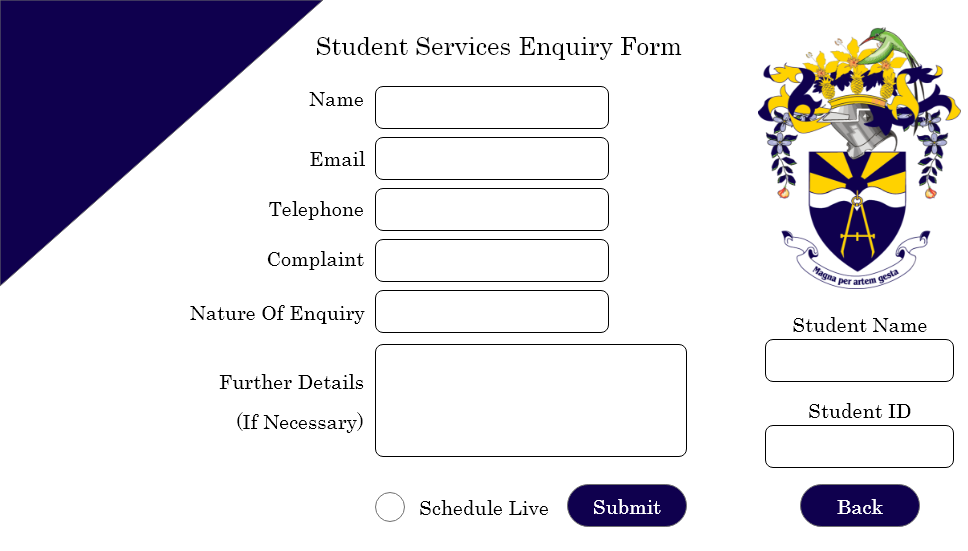 Student Services Enquiry Form
Name
Email
Telephone
Complaint
Nature Of Enquiry
Further Details
(If Necessary)
Schedule Live
Submit
Magna per artem gesta
Student Name
Student ID
Back